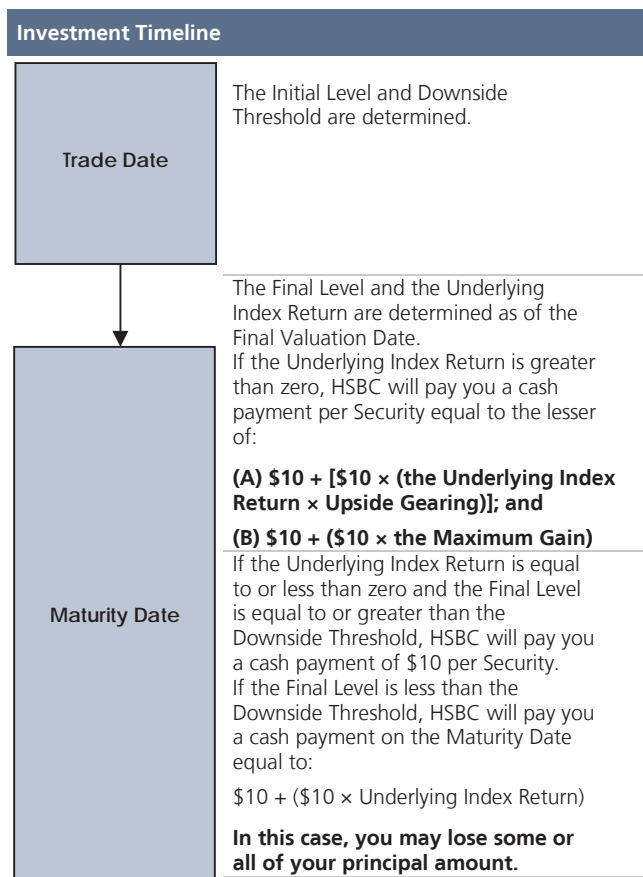 Investment Timeline
Trade Date
The Initial Level and Downside
Threshold are determined.
Maturity Date
The Final Level and the Underlying
Index Return are determined as of the
Final Valuation Date.
If the Underlying Index Return is greater
than zero, HSBC will pay you a cash
payment per Security equal to the lesser
of:
(A) $10 + [$10 × (the Underlying Index
Return × Upside Gearing)]; and
(B) $10 + ($10 × the Maximum Gain)
If the Underlying Index Return is equal
to or less than zero and the Final Level
is equal to or greater than the
Downside Threshold, HSBC will pay you
a cash payment of $10 per Security.
If the Final Level is less than the
Downside Threshold, HSBC will pay you
a cash payment on the Maturity Date
equal to:
$10 + ($10 × Underlying Index Return)
In this case, you may lose some or
all of your principal amount.